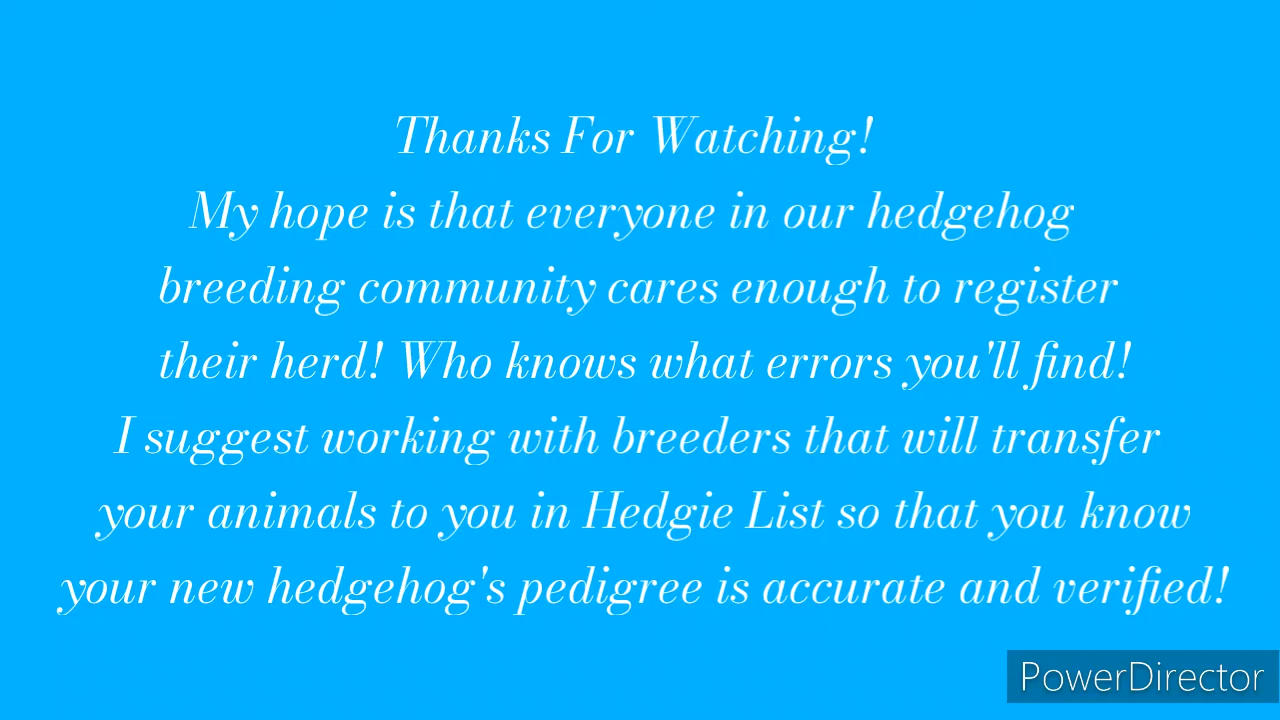 Thanks For Watching!
My hope is that everyone in our hedgehog
breeding community cares enough to register
their herd! Who knows what errors you'll find!
I suggest working with breeders that will transfer
your animals to you in Hedgie List so that you know
your new hedgehog's pedigree is accurate and verified!
PowerDirector